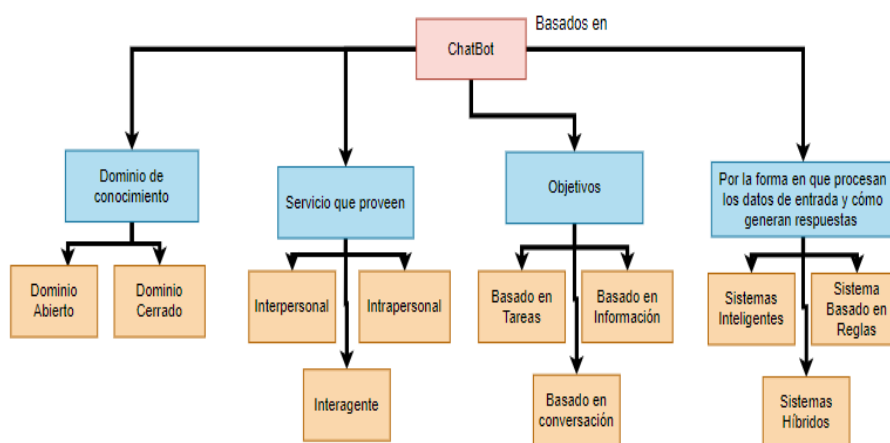 Basados en
ChatBot
Dominio de
conocimiento
Servicio que proveen
Objetivos
Por la forma en que procesan
los datos de entrada y cómo
generan respuestas
Dominio
Abierto
Dominio
Cerrado
Interpersonal
Intrapersonal
Basado en
Tareas
Basado en
Información
Sistemas
Inteligentes
Sistema
Basado en
Reglas
Interagente
Basado en
conversación
Sistemas
Híbridos